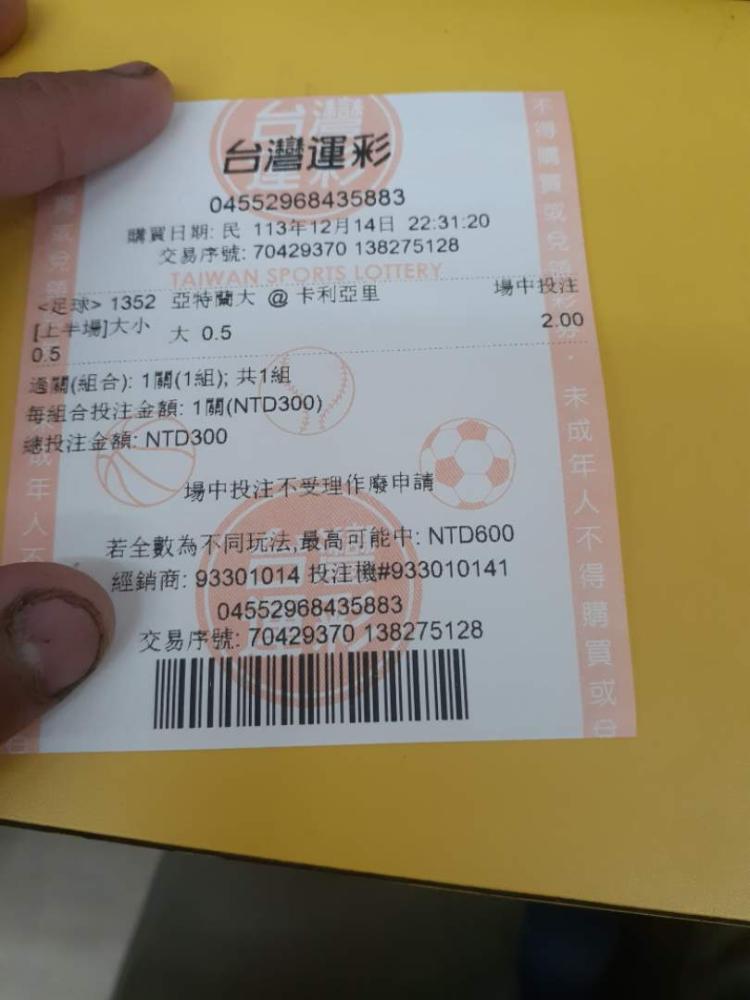 台灣運彩
04552968435883
購買日期: 民 113年12月14日 22:31:20
交易序號: 70429370 138275128
TAIWAN SPORTS LOTTERY
<足球> 1352 亞特蘭大 @ 卡利亞里 場中投注
[上半場]大小 大 0.5 2.00
0.5
過關(組合): 1關(1組); 共1組
每組合投注金額: 1關(NTD300)
總投注金額: NTD300
場中投注不受理作廢申請
若全數為不同玩法,最高可能中: NTD600
經銷商: 93301014 投注機#933010141
04552968435883
交易序號: 70429370 138275128
不得購買或兌
未成年人不得購買或